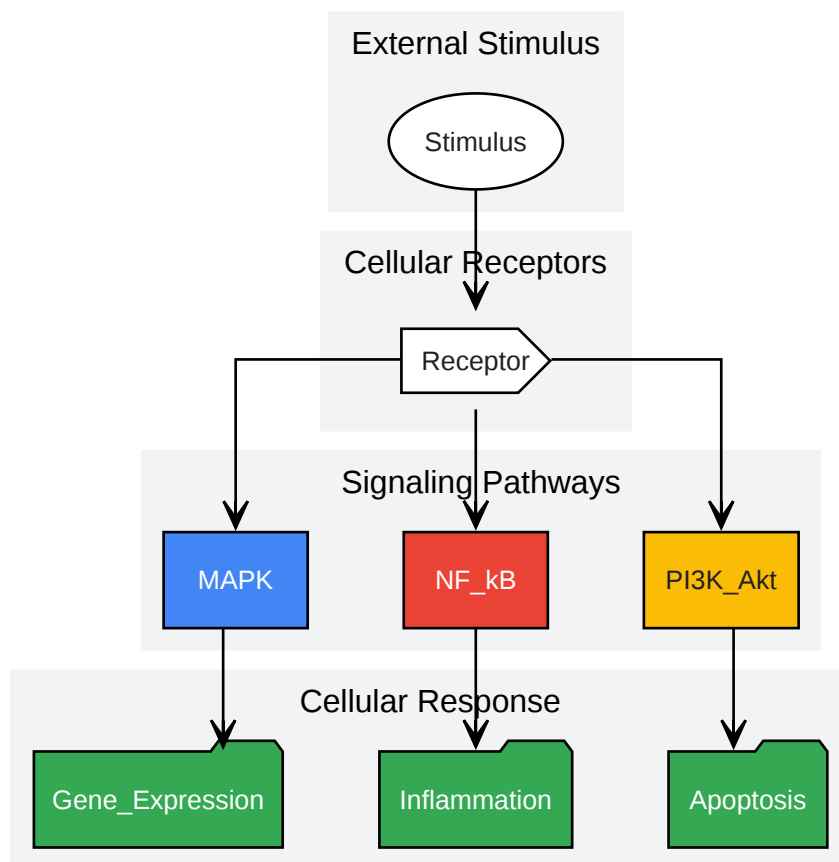 External Stimulus
Stimulus
Cellular Receptors
Receptor
Signaling Pathways
MAPK
NF_kB
PI3K_Akt
Cellular Response
Gene_Expression
Inflammation
Apoptosis